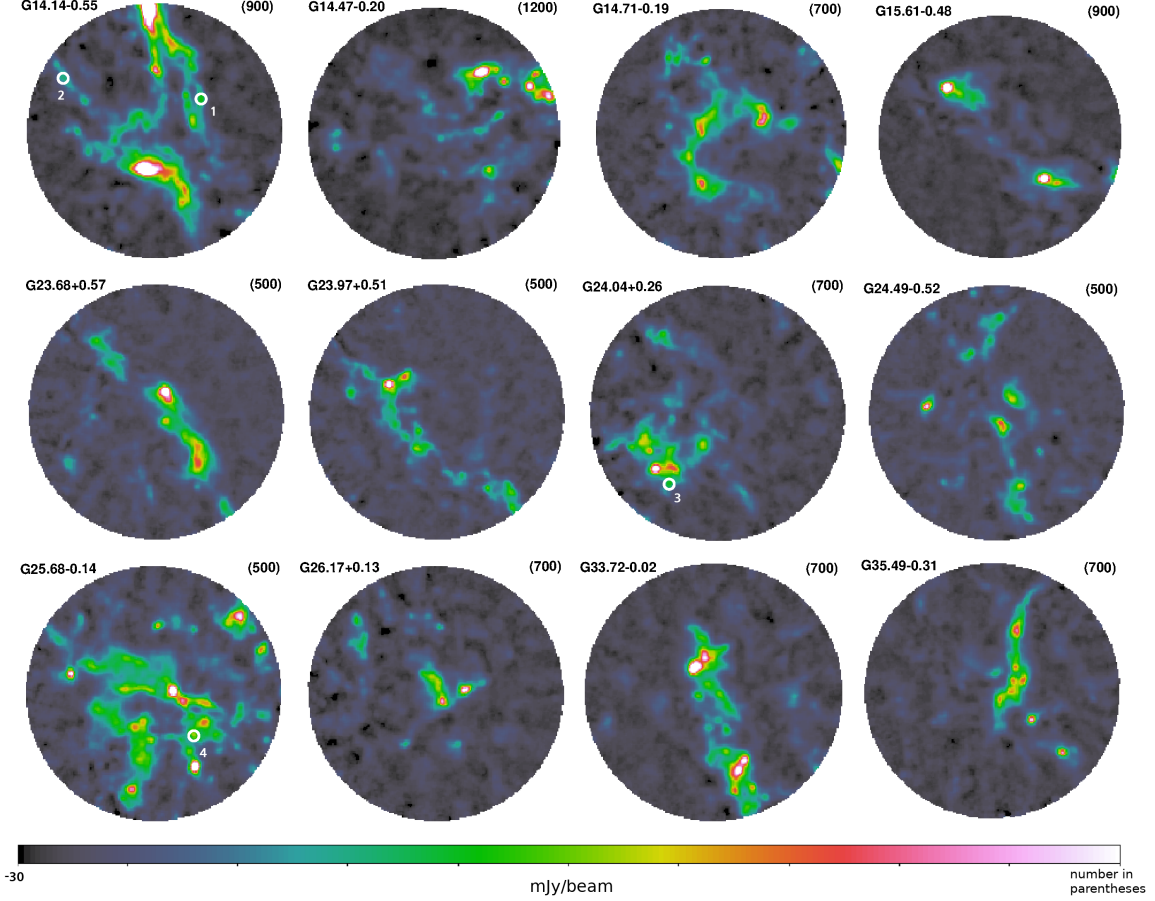 G14.14-0.55 (900) G14.47-0.20 (1200) G14.71-0.19 (700) G15.61-0.48 (900)
2
1
G23.68+0.57 (500) G23.97+0.51 (500) G24.04+0.26 (700) G24.49-0.52 (500)
3
G25.68-0.14 (500) G26.17+0.13 (700) G33.72-0.02 (700) G35.49-0.31 (700)
4
-30 number in
mJy/beam parentheses